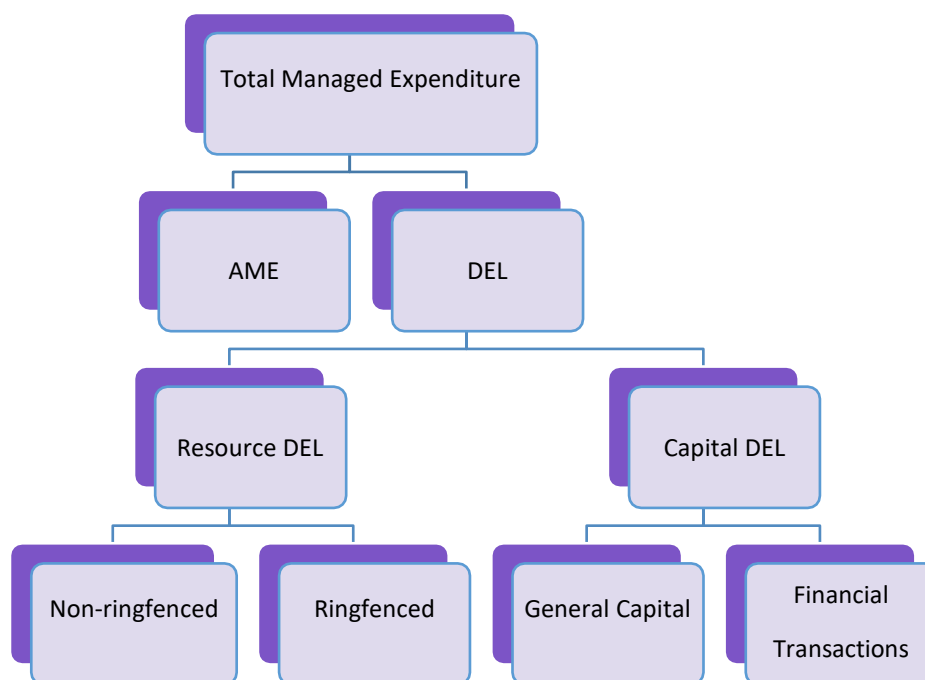 Total Managed Expenditure
AME
DEL
Resource DEL
Capital DEL
Non-ringfenced
Ringfenced
General Capital
Financial
Transactions